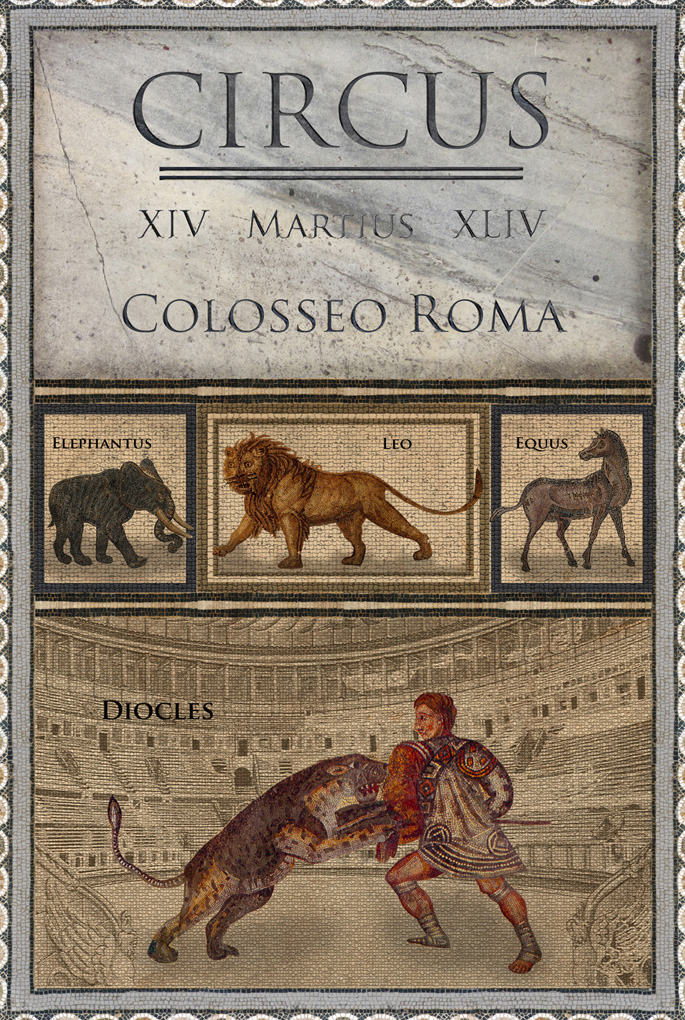 CIRCUS
XIV MARTIUS XLIV
COLOSSEO ROMA
ELEPHANTUS LEO EQUUS
DIOCLES